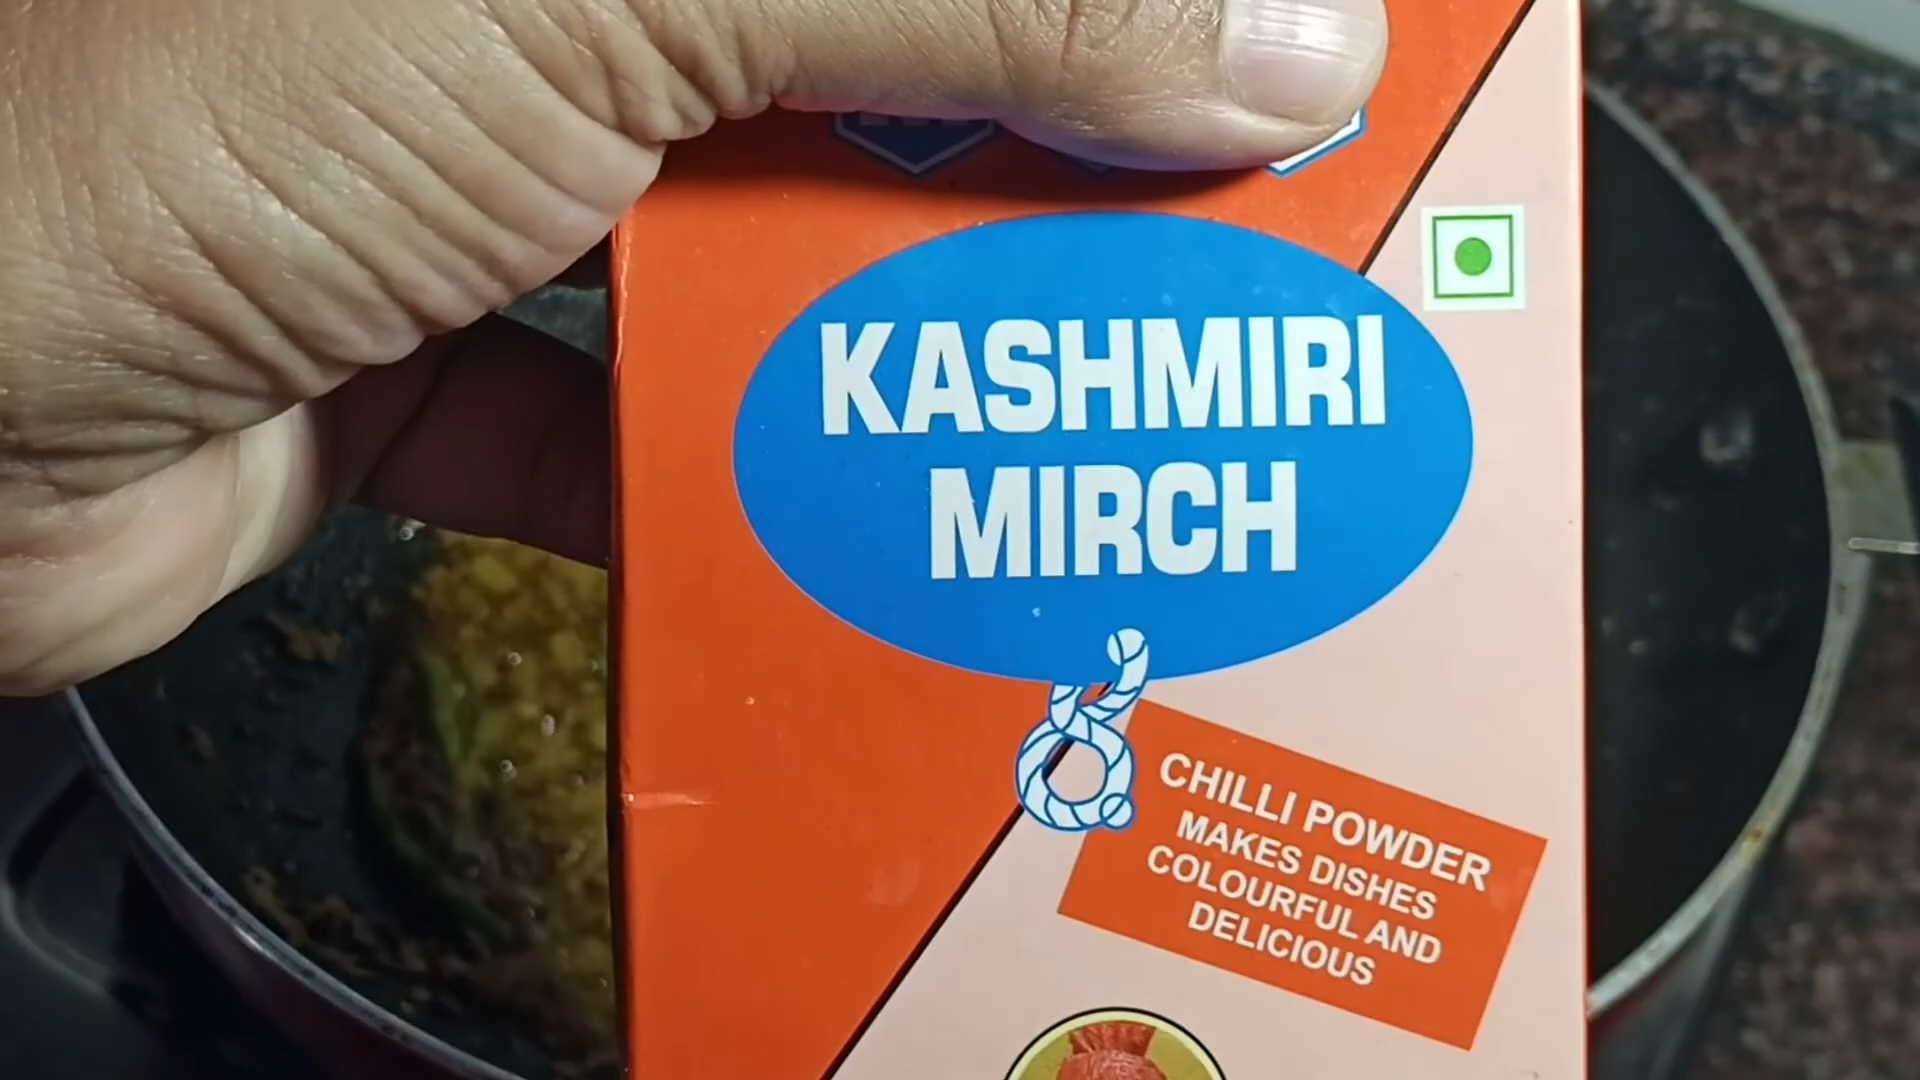 KASHMIRI
MIRCH
CHILLI POWDER
MAKES DISHES
COLOURFUL AND
DELICIOUS